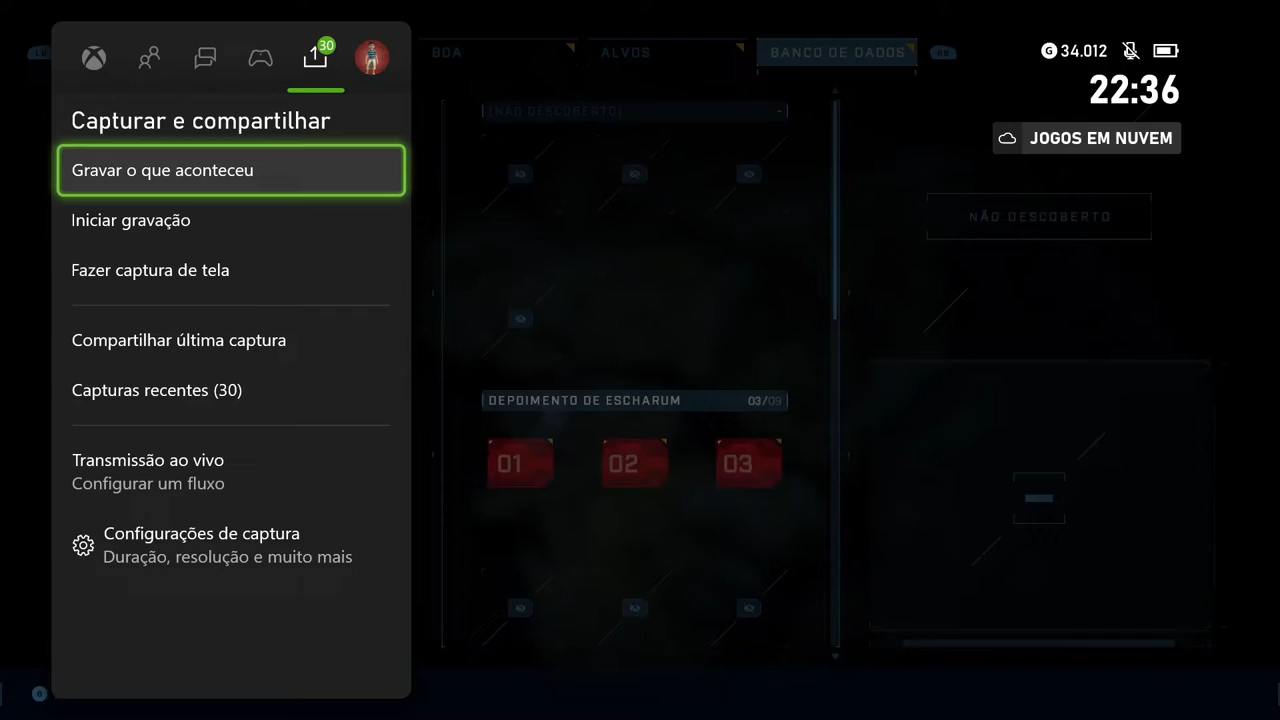 30
Capturar e compartilhar
Gravar o que aconteceu
Iniciar gravação
Fazer captura de tela
Compartilhar última captura
Capturas recentes (30)
Transmissão ao vivo
Configurar um fluxo
Configurações de captura
Duração, resolução e muito mais
BOA
ALVOS
BANCO DE DADOS
G 34.012
22:36
JOGOS EM NUVEM
[NÃO DESCOBERTO] -
DEPOIMENTO DE ESCHARUM 03/09
01 02 03
NÃO DESCOBERTO